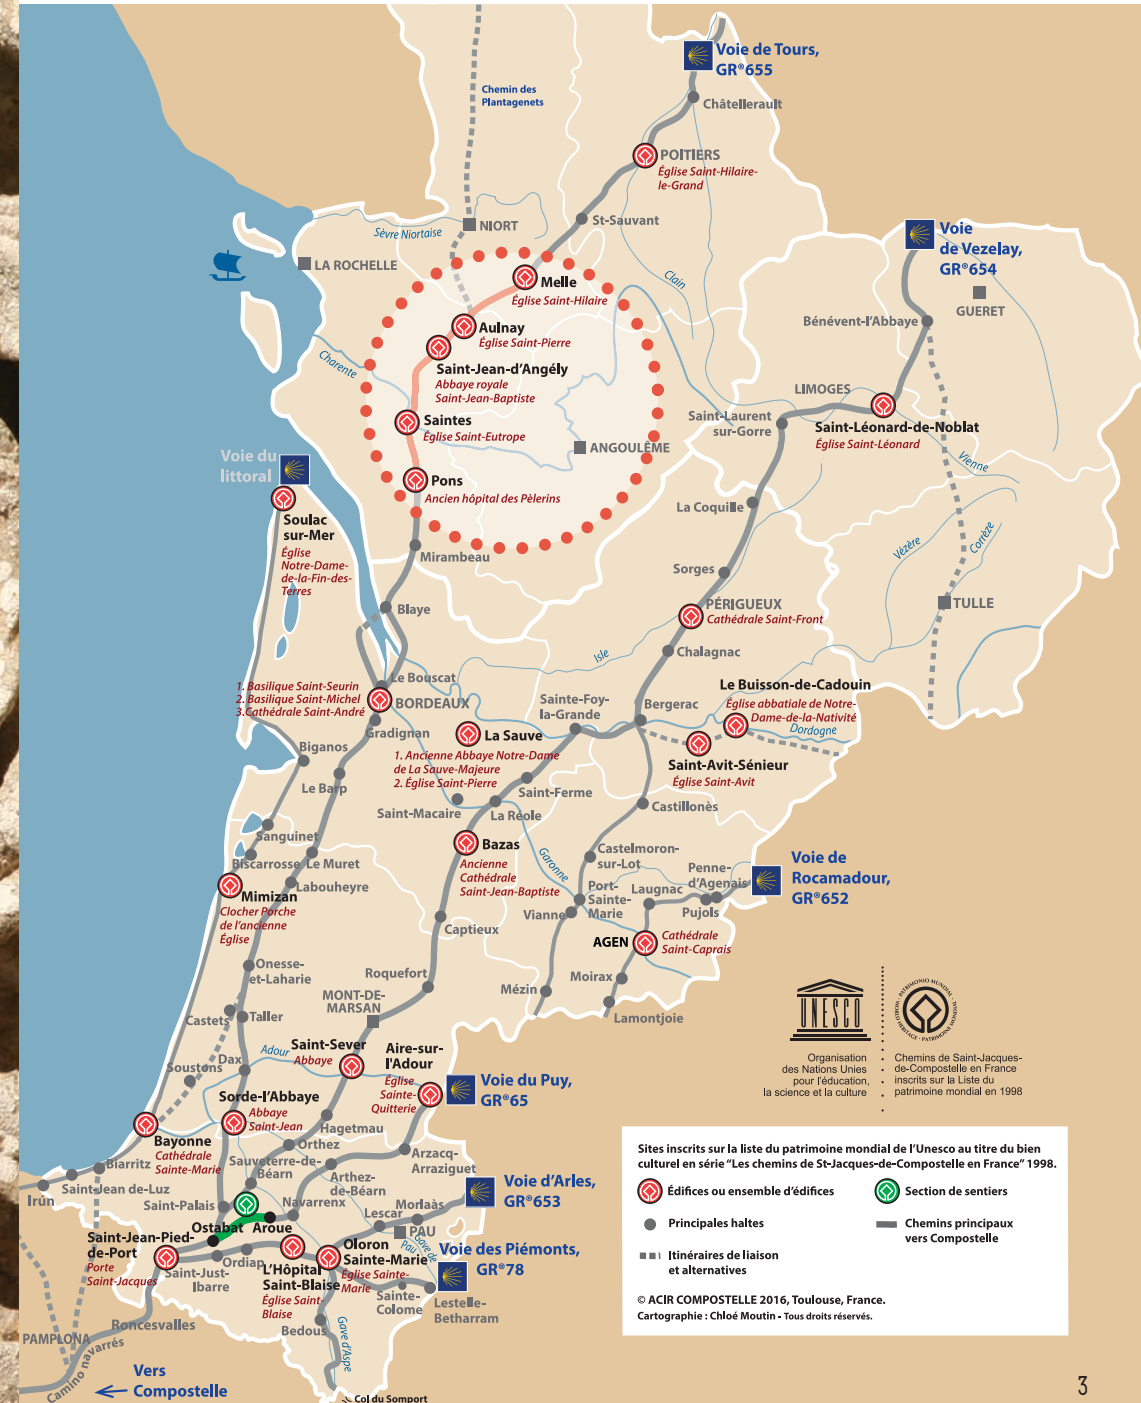 Voie de Tours,
GR®655
Chemin des
Plantagenets
Châtellerault
POITIERS
Église Saint-Hilaire-
le-Grand
St-Sauvant
NIORT
Sèvre Niortaise
Voie
de Vezelay,
GR®654
LA ROCHELLE
Clain
Melle
Église Saint-Hilaire
GUERET
Bénévent-l'Abbaye
Aulnay
Église Saint-Pierre
Charente
Saint-Jean-d'Angély
Abbaye royale
Saint-Jean-Baptiste
LIMOGES
Saint-Laurent
sur-Gorre
Saint-Léonard-de-Noblat
Église Saint-Léonard
Saintes
Église Saint-Eutrope
ANGOULÊME
Vienne
Voie du
littoral
Pons
Ancien hôpital des Pèlerins
La Coquille
Soulac
sur-Mer
Église
Notre-Dame-
de-la-Fin-des-
Terres
Vézère
Corrèze
Mirambeau
Sorges
Blaye
PÉRIGUEUX
Cathédrale Saint-Front
TULLE
Isle
Chalagnac
Le Bouscat
1. Basilique Saint-Seurin
2. Basilique Saint-Michel
3.Cathédrale Saint-André
BORDEAUX
Le Buisson-de-Cadouin
Église abbatiale de Notre-
Dame-de-la-Nativité
Dordogne
Sainte-Foy-
la-Grande
Bergerac
Gradignan
La Sauve
1. Ancienne Abbaye Notre-Dame
de La Sauve-Majeure
2. Église Saint-Pierre
Saint-Avit-Sénieur
Église Saint-Avit
Biganos
Le Barp
Saint-Ferme
Saint-Macaire
La Réole
Castillonès
Sanguinet
Bazas
Ancienne
Cathédrale
Saint-Jean-Baptiste
Garonne
Castelmoron-
sur-Lot
Biscarrosse
Le Muret
Labouheyre
Voie de
Rocamadour,
GR®652
Penne-
d'Agenais
Port-
Sainte-
Marie
Laugnac
Pujols
Mimizan
Clocher Porche
de l'ancienne
Église
Vianne
Captieux
AGEN
Cathédrale
Saint-Caprais
Onesse-
et-Laharie
Roquefort
Moirax
Mézin
MONT-DE-
MARSAN
Lamontjoie
Castets
Taller
UNESCO
Organisation
des Nations Unies
pour l'éducation,
la science et la culture
PATRIMONIO MUNDIAL • WORLD HERITAGE • PATRIMOINE MONDIAL
Chemins de Saint-Jacques-
de-Compostelle en France
inscrits sur la Liste du
patrimoine mondial en 1998
Saint-Sever
Abbaye
Adour
Aire-sur-
l'Adour
Église
Sainte-
Quitterie
Dax
Soustons
Voie du Puy,
GR®65
Sorde-l'Abbaye
Abbaye
Saint-Jean
Hagetmau
Bayonne
Cathédrale
Sainte-Marie
Orthez
Arzacq-
Arraziguet
Biarritz
Sauveterre-de-
Béarn
Arthez-
de-Béarn
Saint-Jean de-Luz
Irún
Voie d'Arles,
GR®653
Saint-Palais
Navarrenx
Morlaàs
Lescar
PAU
Ostabat
Aroue
Gave de
Pau
Saint-Jean-Pied-
de-Port
Porte
Saint-Jacques
Oloron
Sainte-Marie
Église Sainte-
Marie
Voie des Piémonts,
GR®78
Ordiap
Saint-Just-
Ibarre
L'Hôpital
Saint-Blaise
Église Saint-
Blaise
Sainte-
Colome
Lestelle-
Betharram
Roncesvalles
Bedous
Gave d'Aspe
PAMPLONA
Camino navarrés
Vers
Compostelle
Col du Somport
Sites inscrits sur la liste du patrimoine mondial de l'Unesco au titre du bien
culturel en série “Les chemins de St-Jacques-de-Compostelle en France” 1998.
Édifices ou ensemble d'édifices
Section de sentiers
Principales haltes
Chemins principaux
vers Compostelle
Itinéraires de liaison
et alternatives
© ACIR COMPOSTELLE 2016, Toulouse, France.
Cartographie : Chloé Moutin - Tous droits réservés.
3